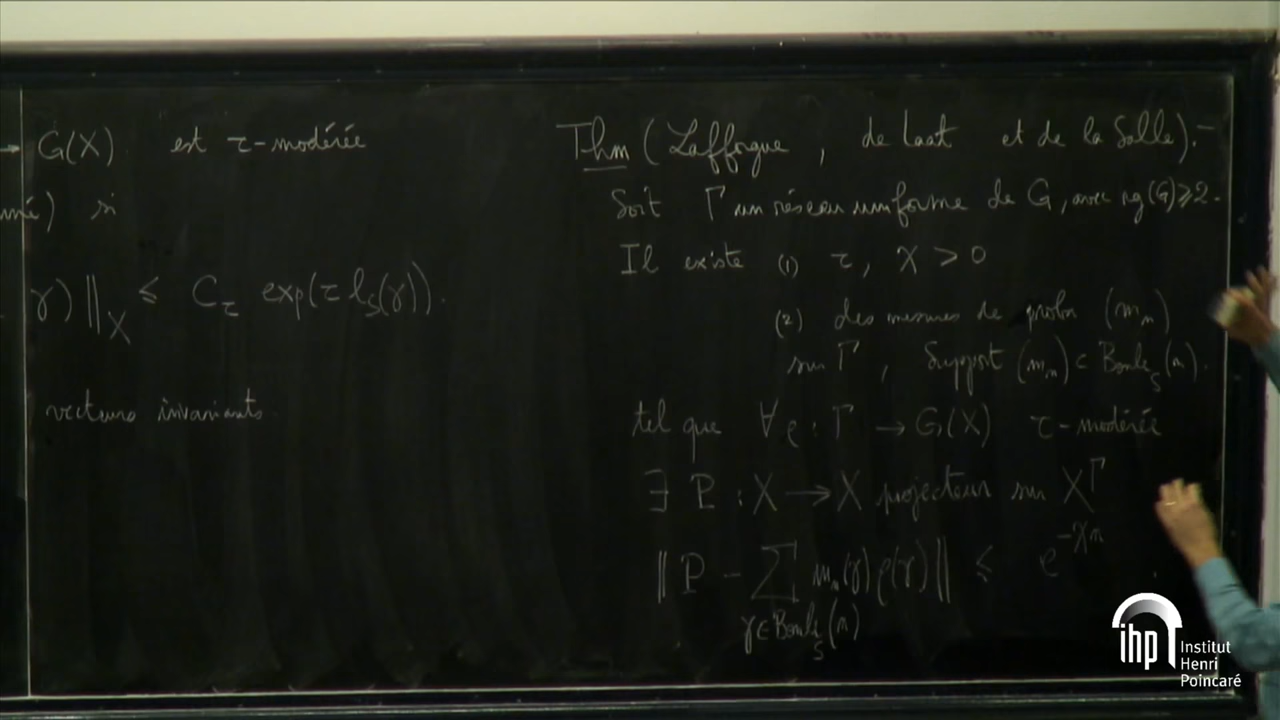 → G(X) est τ-modérée
si
γ)‖_X ≤ C_τ exp(τ l_S(γ)).
vecteurs invariants.
Thm (Lafforgue, de Laat et de la Salle).-
Soit Γ un réseau uniforme de G, avec rg(G) ≥ 2.
Il existe (1) τ, χ > 0
(2) des mesures de proba (m_n)
sur Γ, Support (m_n) ⊂ Boule_S(n).
tel que ∀ ρ : Γ → G(X) τ-modérée
∃ P : X → X projecteur sur X^Γ
‖ P - ∑_{γ ∈ Boule_S(n)} m_n(γ) ρ(γ) ‖ ≤ e^{-χn}
ihp Institut
Henri
Poincaré